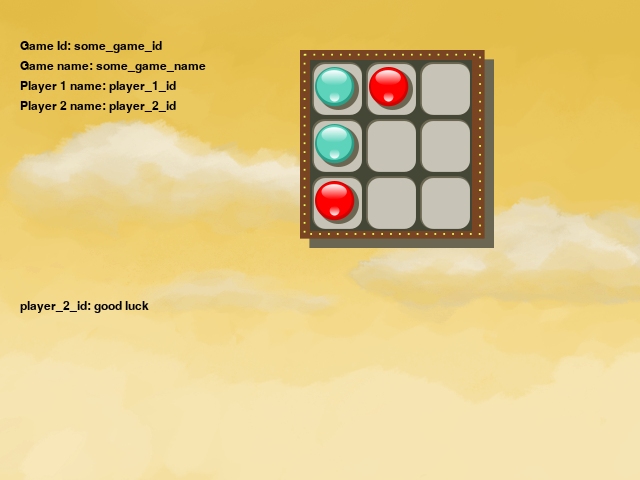 Game Id: some_game_id
Game name: some_game_name
Player 1 name: player_1_id
Player 2 name: player_2_id
player_2_id: good luck